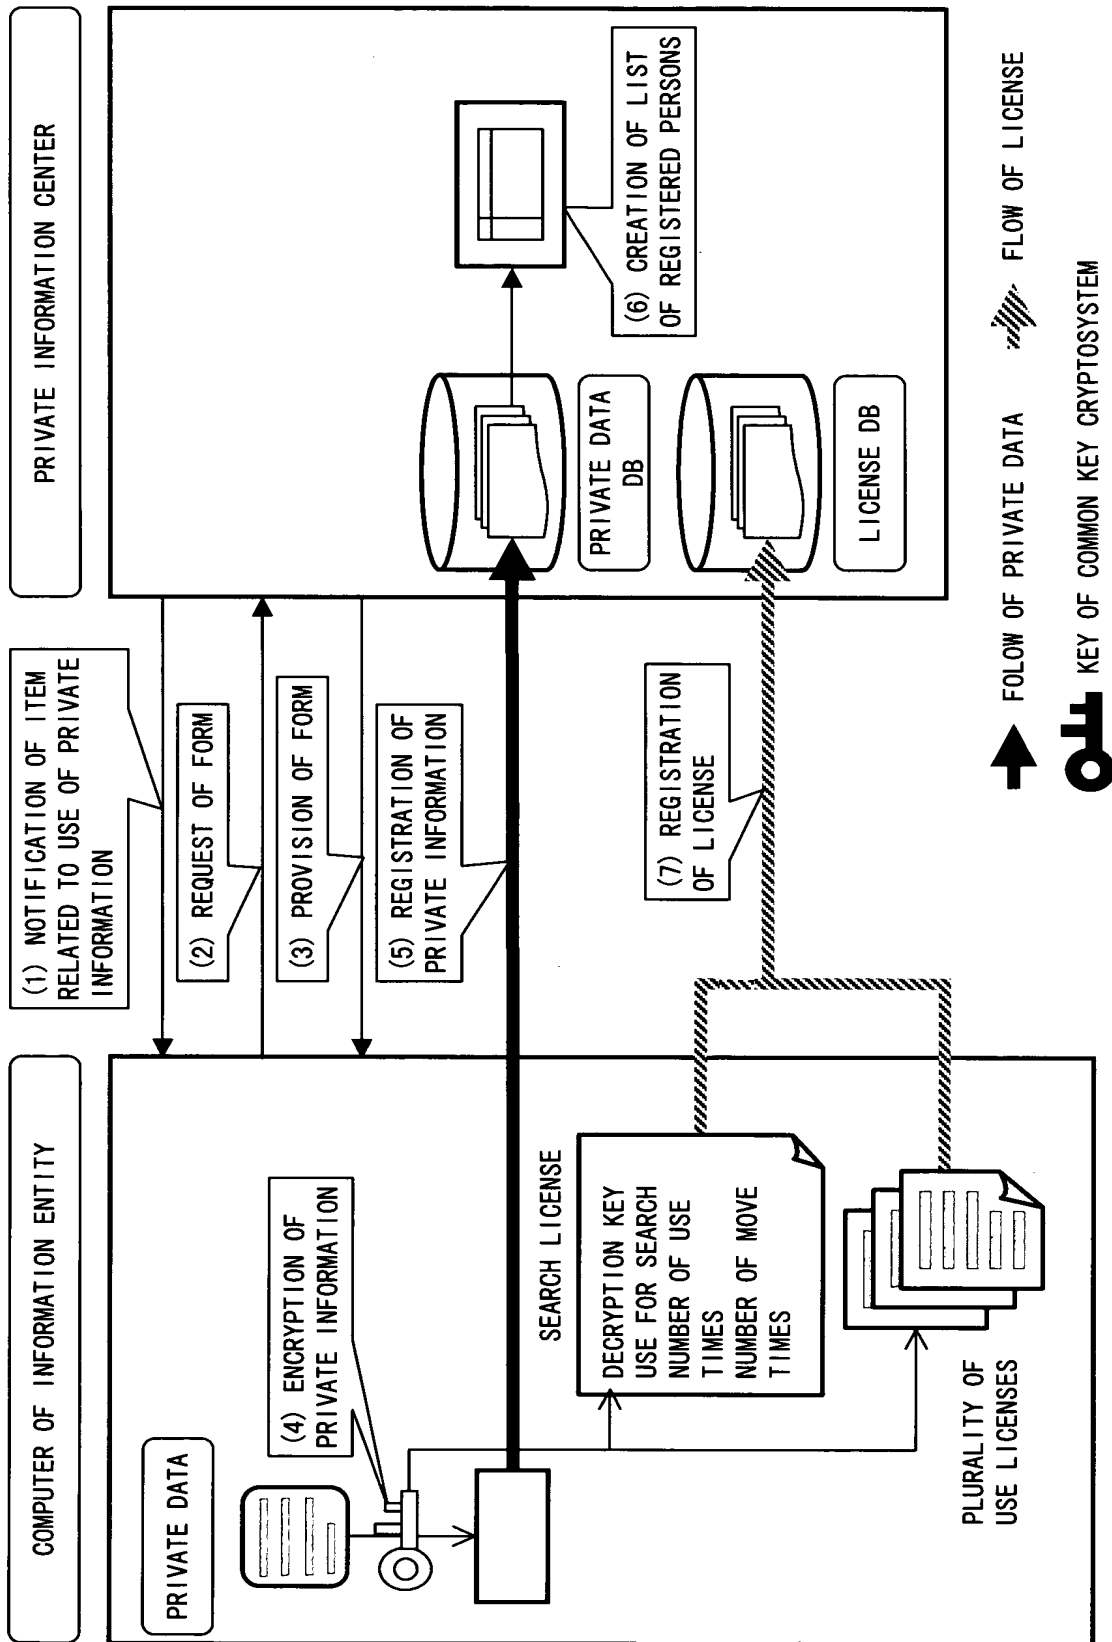 COMPUTER OF INFORMATION ENTITY
PRIVATE INFORMATION CENTER
(1) NOTIFICATION OF ITEM
RELATED TO USE OF PRIVATE
INFORMATION
(2) REQUEST OF FORM
(3) PROVISION OF FORM
PRIVATE DATA
(4) ENCRYPTION OF
PRIVATE INFORMATION
(5) REGISTRATION OF
PRIVATE INFORMATION
PRIVATE DATA
DB
(6) CREATION OF LIST
OF REGISTERED PERSONS
SEARCH LICENSE
DECRYPTION KEY
USE FOR SEARCH
NUMBER OF USE
TIMES
NUMBER OF MOVE
TIMES
(7) REGISTRATION
OF LICENSE
LICENSE DB
PLURALITY OF
USE LICENSES
FOLOW OF PRIVATE DATA
FLOW OF LICENSE
KEY OF COMMON KEY CRYPTOSYSTEM